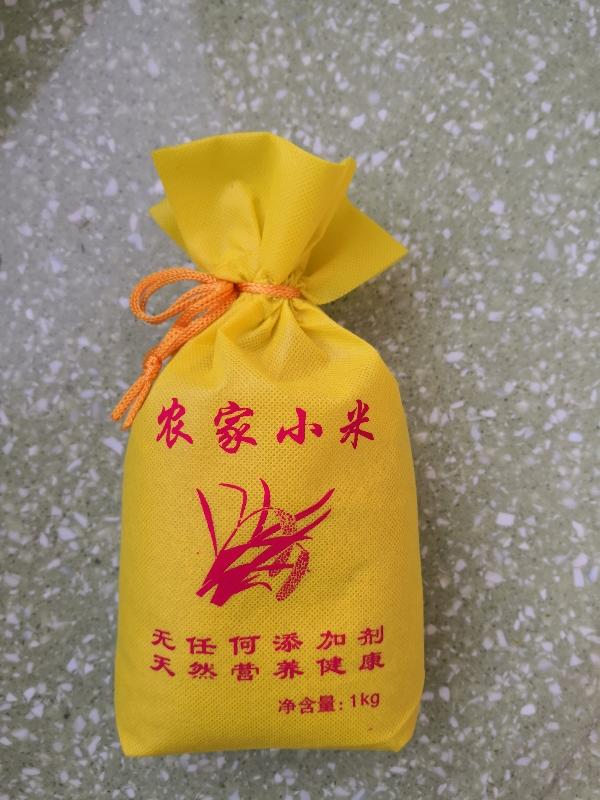 农家小米
无任何添加剂
天然营养健康
净含量:1kg